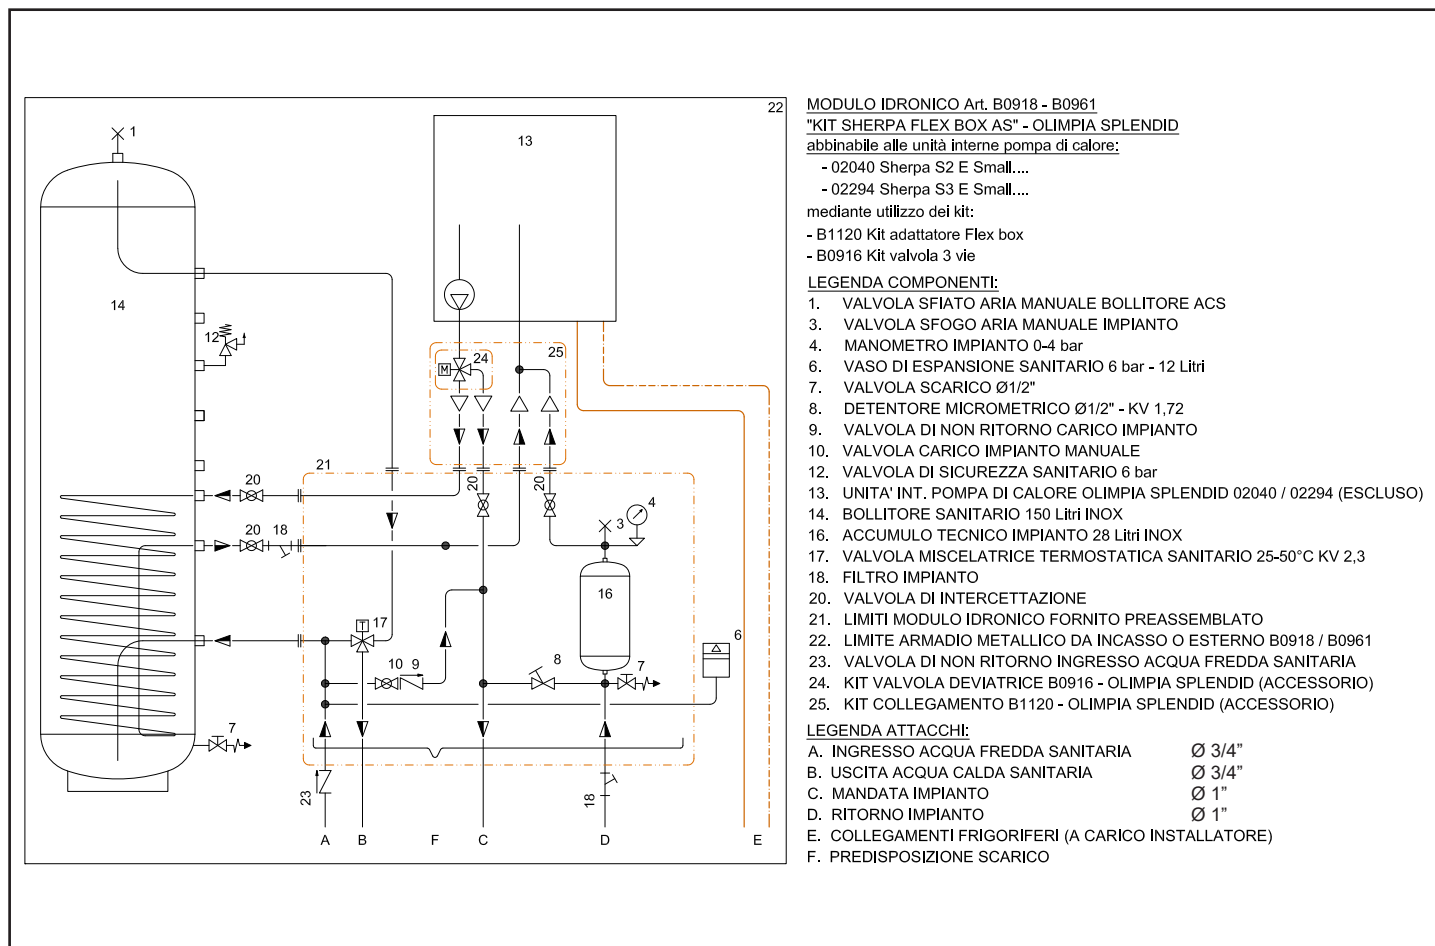 22
1
13
14
12
24
25
M
21
20
20
20
4
3
20
18
16
T
17
6
10
9
8
7
7
23
18
A
B
F
C
D
E
MODULO IDRONICO Art. B0918 - B0961
"KIT SHERPA FLEX BOX AS" - OLIMPIA SPLENDID
abbinabile alle unità interne pompa di calore:
- 02040 Sherpa S2 E Small....
- 02294 Sherpa S3 E Small....
mediante utilizzo dei kit:
- B1120 Kit adattatore Flex box
- B0916 Kit valvola 3 vie
LEGENDA COMPONENTI:
1. VALVOLA SFIATO ARIA MANUALE BOLLITORE ACS
3. VALVOLA SFOGO ARIA MANUALE IMPIANTO
4. MANOMETRO IMPIANTO 0-4 bar
6. VASO DI ESPANSIONE SANITARIO 6 bar - 12 Litri
7. VALVOLA SCARICO Ø1/2"
8. DETENTORE MICROMETRICO Ø1/2" - KV 1,72
9. VALVOLA DI NON RITORNO CARICO IMPIANTO
10. VALVOLA CARICO IMPIANTO MANUALE
12. VALVOLA DI SICUREZZA SANITARIO 6 bar
13. UNITA' INT. POMPA DI CALORE OLIMPIA SPLENDID 02040 / 02294 (ESCLUSO)
14. BOLLITORE SANITARIO 150 Litri INOX
16. ACCUMULO TECNICO IMPIANTO 28 Litri INOX
17. VALVOLA MISCELATRICE TERMOSTATICA SANITARIO 25-50°C KV 2,3
18. FILTRO IMPIANTO
20. VALVOLA DI INTERCETTAZIONE
21. LIMITI MODULO IDRONICO FORNITO PREASSEMBLATO
22. LIMITE ARMADIO METALLICO DA INCASSO O ESTERNO B0918 / B0961
23. VALVOLA DI NON RITORNO INGRESSO ACQUA FREDDA SANITARIA
24. KIT VALVOLA DEVIATRICE B0916 - OLIMPIA SPLENDID (ACCESSORIO)
25. KIT COLLEGAMENTO B1120 - OLIMPIA SPLENDID (ACCESSORIO)
LEGENDA ATTACCHI:
A. INGRESSO ACQUA FREDDA SANITARIA Ø 3/4”
B. USCITA ACQUA CALDA SANITARIA Ø 3/4”
C. MANDATA IMPIANTO Ø 1”
D. RITORNO IMPIANTO Ø 1”
E. COLLEGAMENTI FRIGORIFERI (A CARICO INSTALLATORE)
F. PREDISPOSIZIONE SCARICO